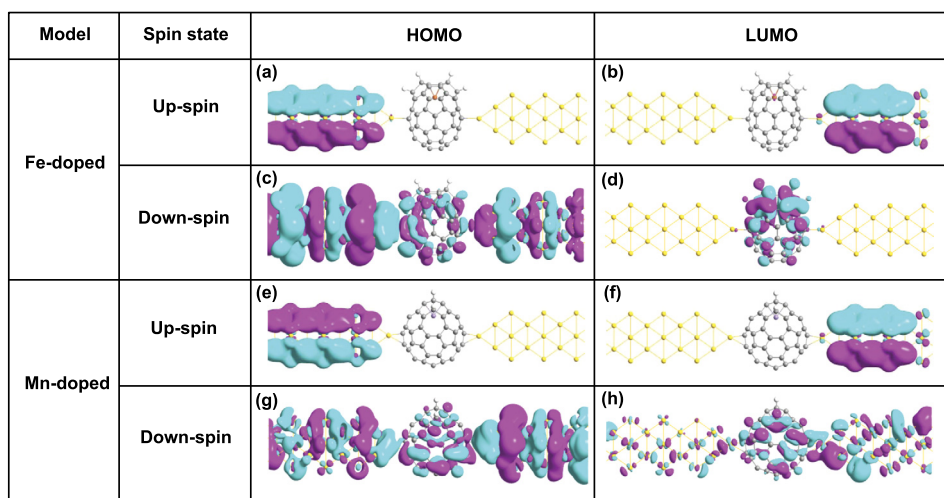 Model Spin state HOMO LUMO
(a) (b)
Up-spin
Fe-doped
(c) (d)
Down-spin
(e) (f)
Up-spin
Mn-doped
(g) (h)
Down-spin